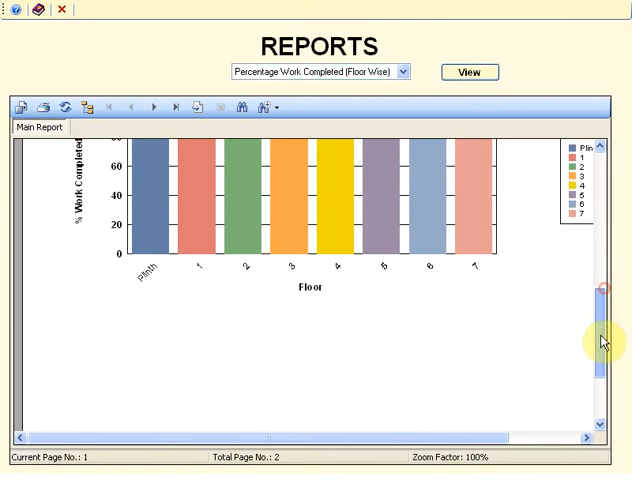 REPORTS
Percentage Work Completed (Floor Wise)
View
Main Report
% Work Completed
80
60
40
20
0
Plinth 1 2 3 4 5 6 7
Floor
Plin
1
2
3
4
5
6
7
Current Page No.: 1 Total Page No.: 2 Zoom Factor: 100%